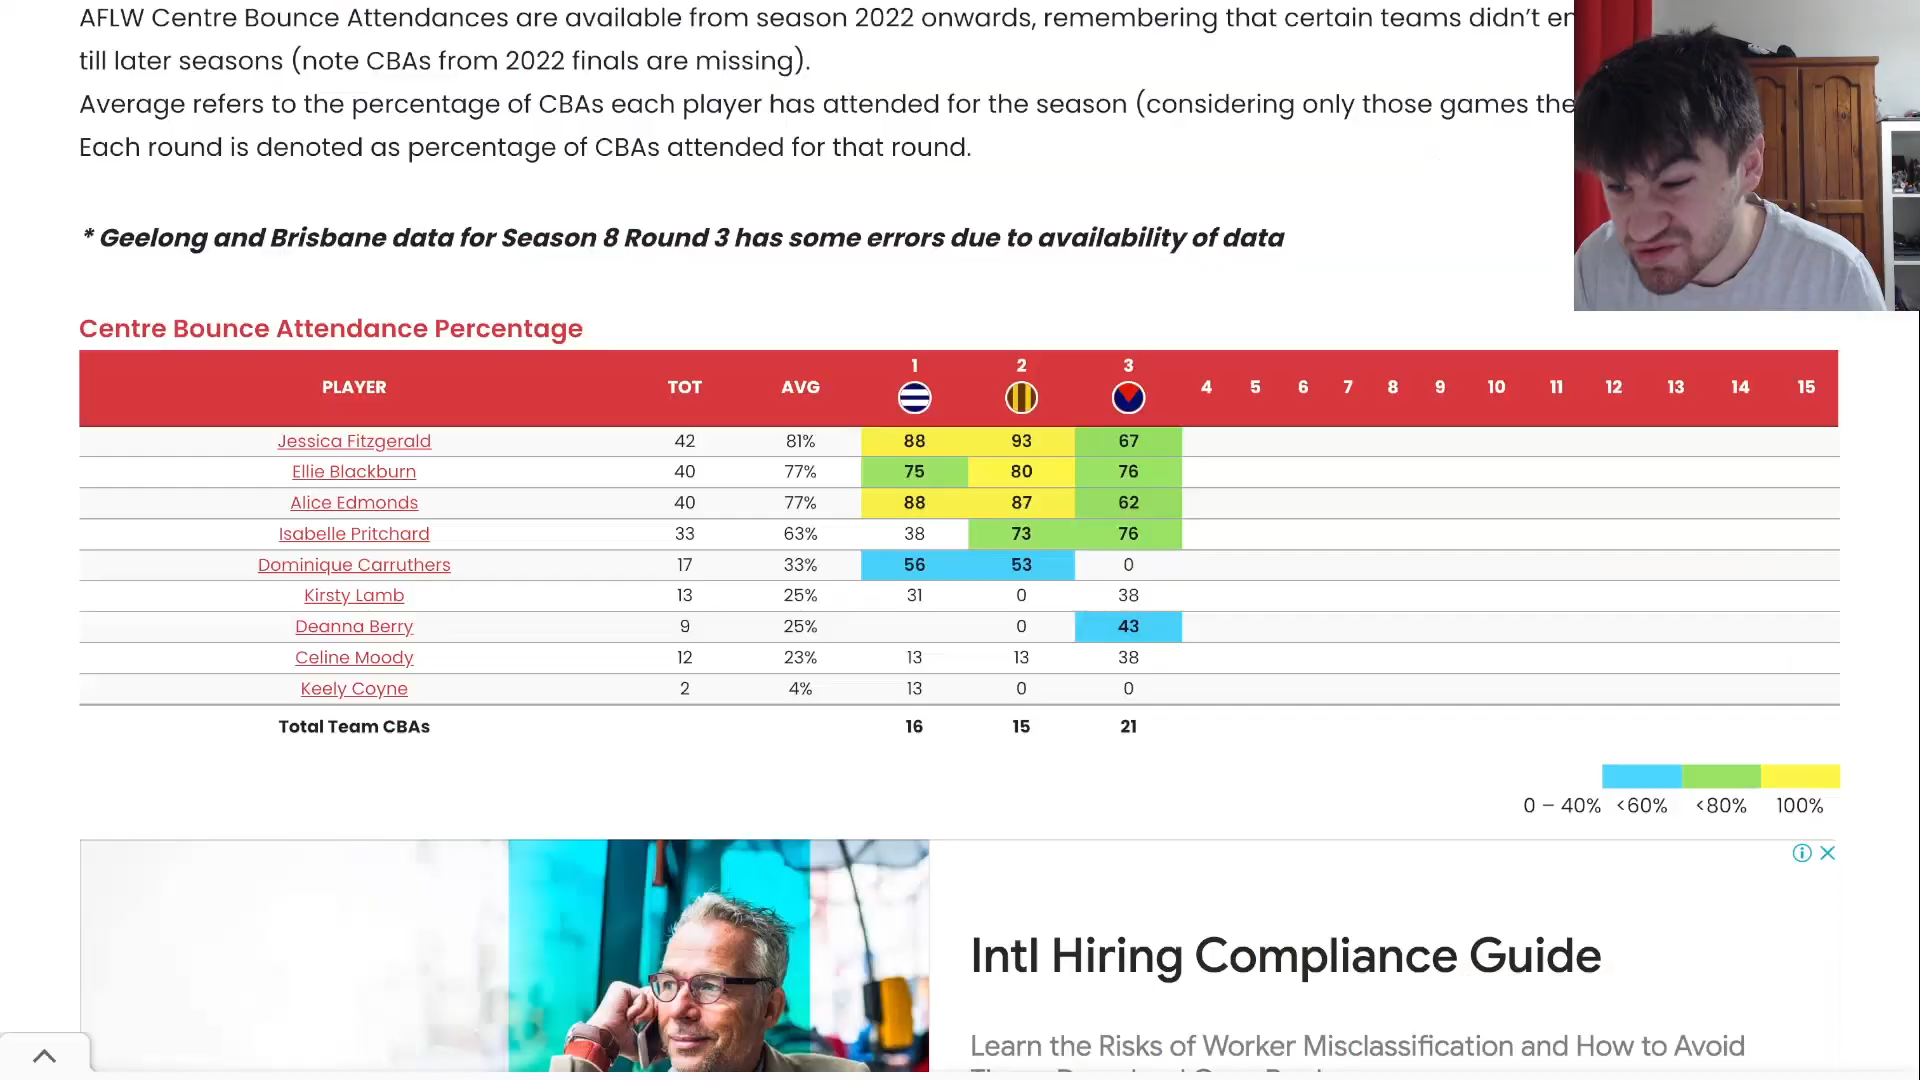 AFLW Centre Bounce Attendances are available from season 2022 onwards, remembering that certain teams didn't
till later seasons (note CBAs from 2022 finals are missing).
Average refers to the percentage of CBAs each player has attended for the season (considering only those games
Each round is denoted as percentage of CBAs attended for that round.
* Geelong and Brisbane data for Season 8 Round 3 has some errors due to availability of data
Centre Bounce Attendance Percentage
PLAYER TOT AVG 1 2 3 4 5 6 7 8 9 10 11 12 13 14 15
Jessica Fitzgerald 42 81% 88 93 67
Ellie Blackburn 40 77% 75 80 76
Alice Edmonds 40 77% 88 87 62
Isabelle Pritchard 33 63% 38 73 76
Dominique Carruthers 17 33% 56 53 0
Kirsty Lamb 13 25% 31 0 38
Deanna Berry 9 25% 0 43
Celine Moody 12 23% 13 13 38
Keely Coyne 2 4% 13 0 0
Total Team CBAs 16 15 21
0 – 40% <60% <80% 100%
Intl Hiring Compliance Guide
Learn the Risks of Worker Misclassification and How to Avoid